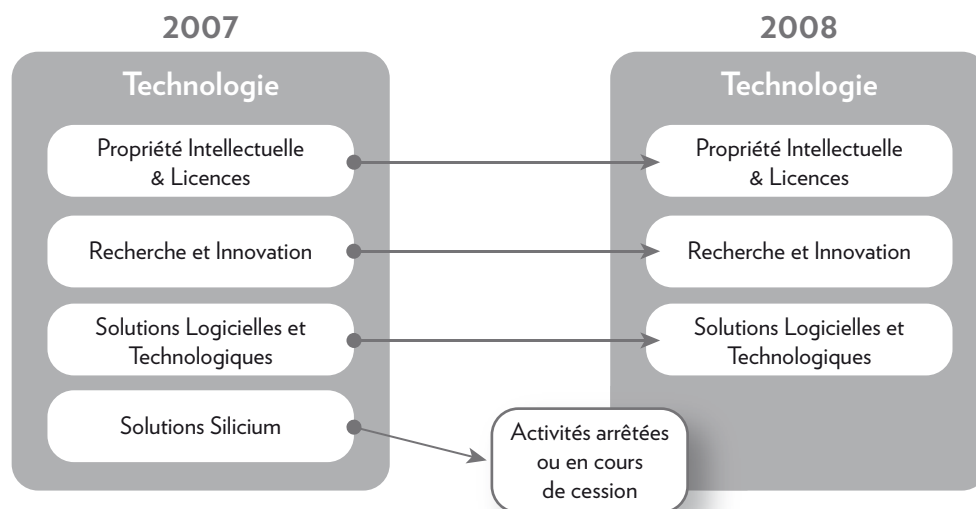 2007
Technologie
Propriété Intellectuelle
& Licences
Recherche et Innovation
Solutions Logicielles et
Technologiques
Solutions Silicium
Activités arrêtées
ou en cours
de cession
2008
Technologie
Propriété Intellectuelle
& Licences
Recherche et Innovation
Solutions Logicielles et
Technologiques